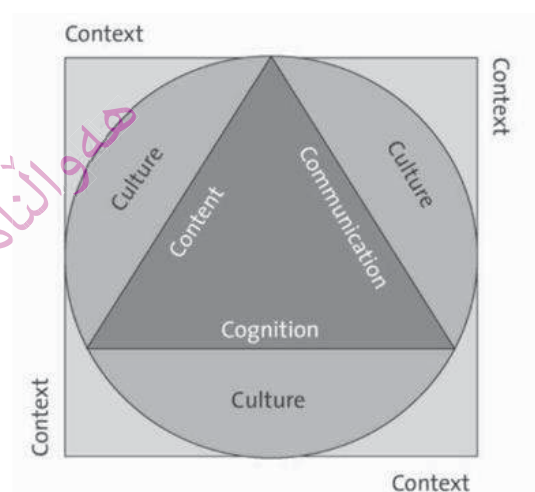 Context
Context
Culture
Culture
Content
Communication
Cognition
Culture
Context
Context